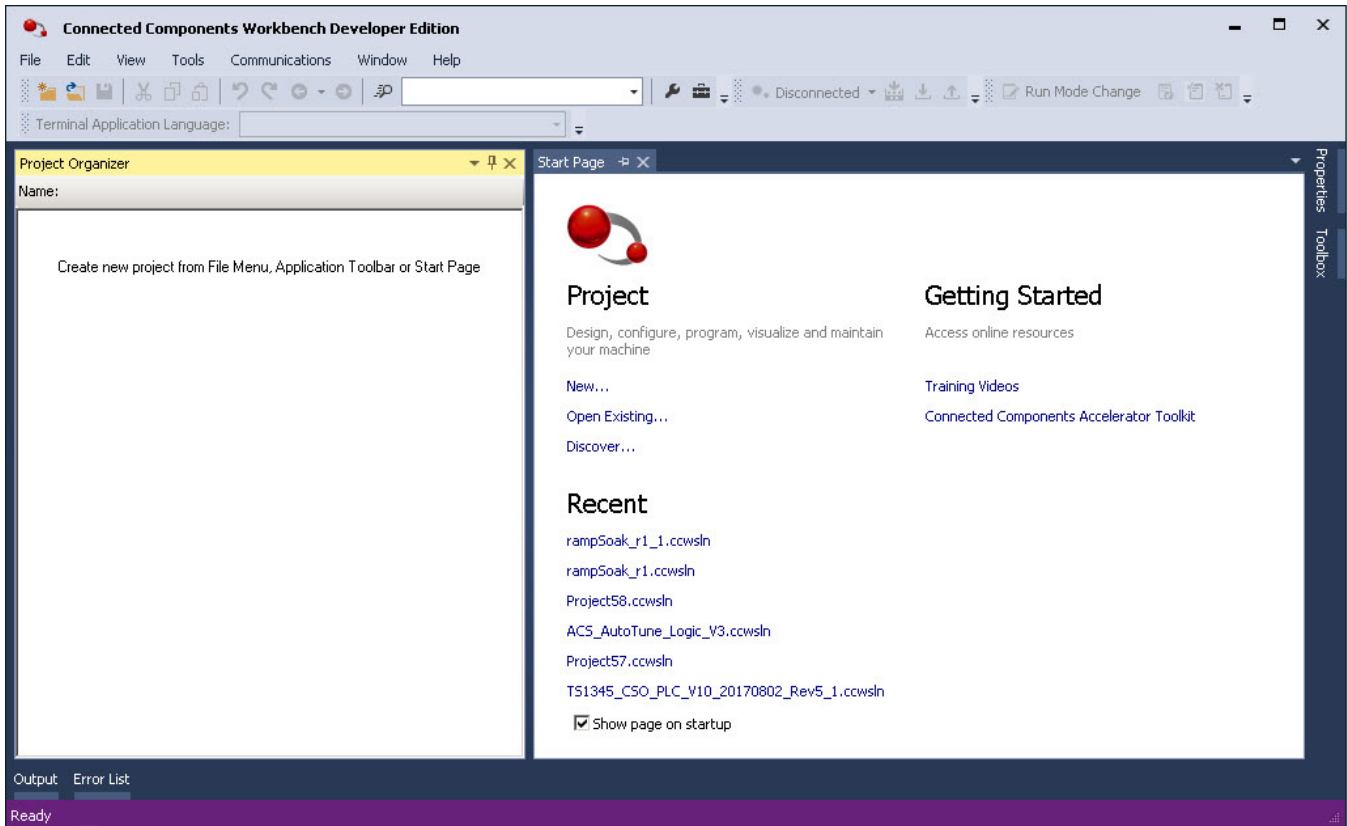 Connected Components Workbench Developer Edition
File Edit View Tools Communications Window Help
Disconnected Run Mode Change
Terminal Application Language:
Project Organizer
Name:
Create new project from File Menu, Application Toolbar or Start Page
Start Page
Project
Design, configure, program, visualize and maintain
your machine
New...
Open Existing...
Discover...
Getting Started
Access online resources
Training Videos
Connected Components Accelerator Toolkit
Recent
rampSoak_r1_1.ccwsln
rampSoak_r1.ccwsln
Project58.ccwsln
ACS_AutoTune_Logic_V3.ccwsln
Project57.ccwsln
TS1345_CSO_PLC_V10_20170802_Rev5_1.ccwsln
Show page on startup
Properties
Toolbox
Output Error List
Ready